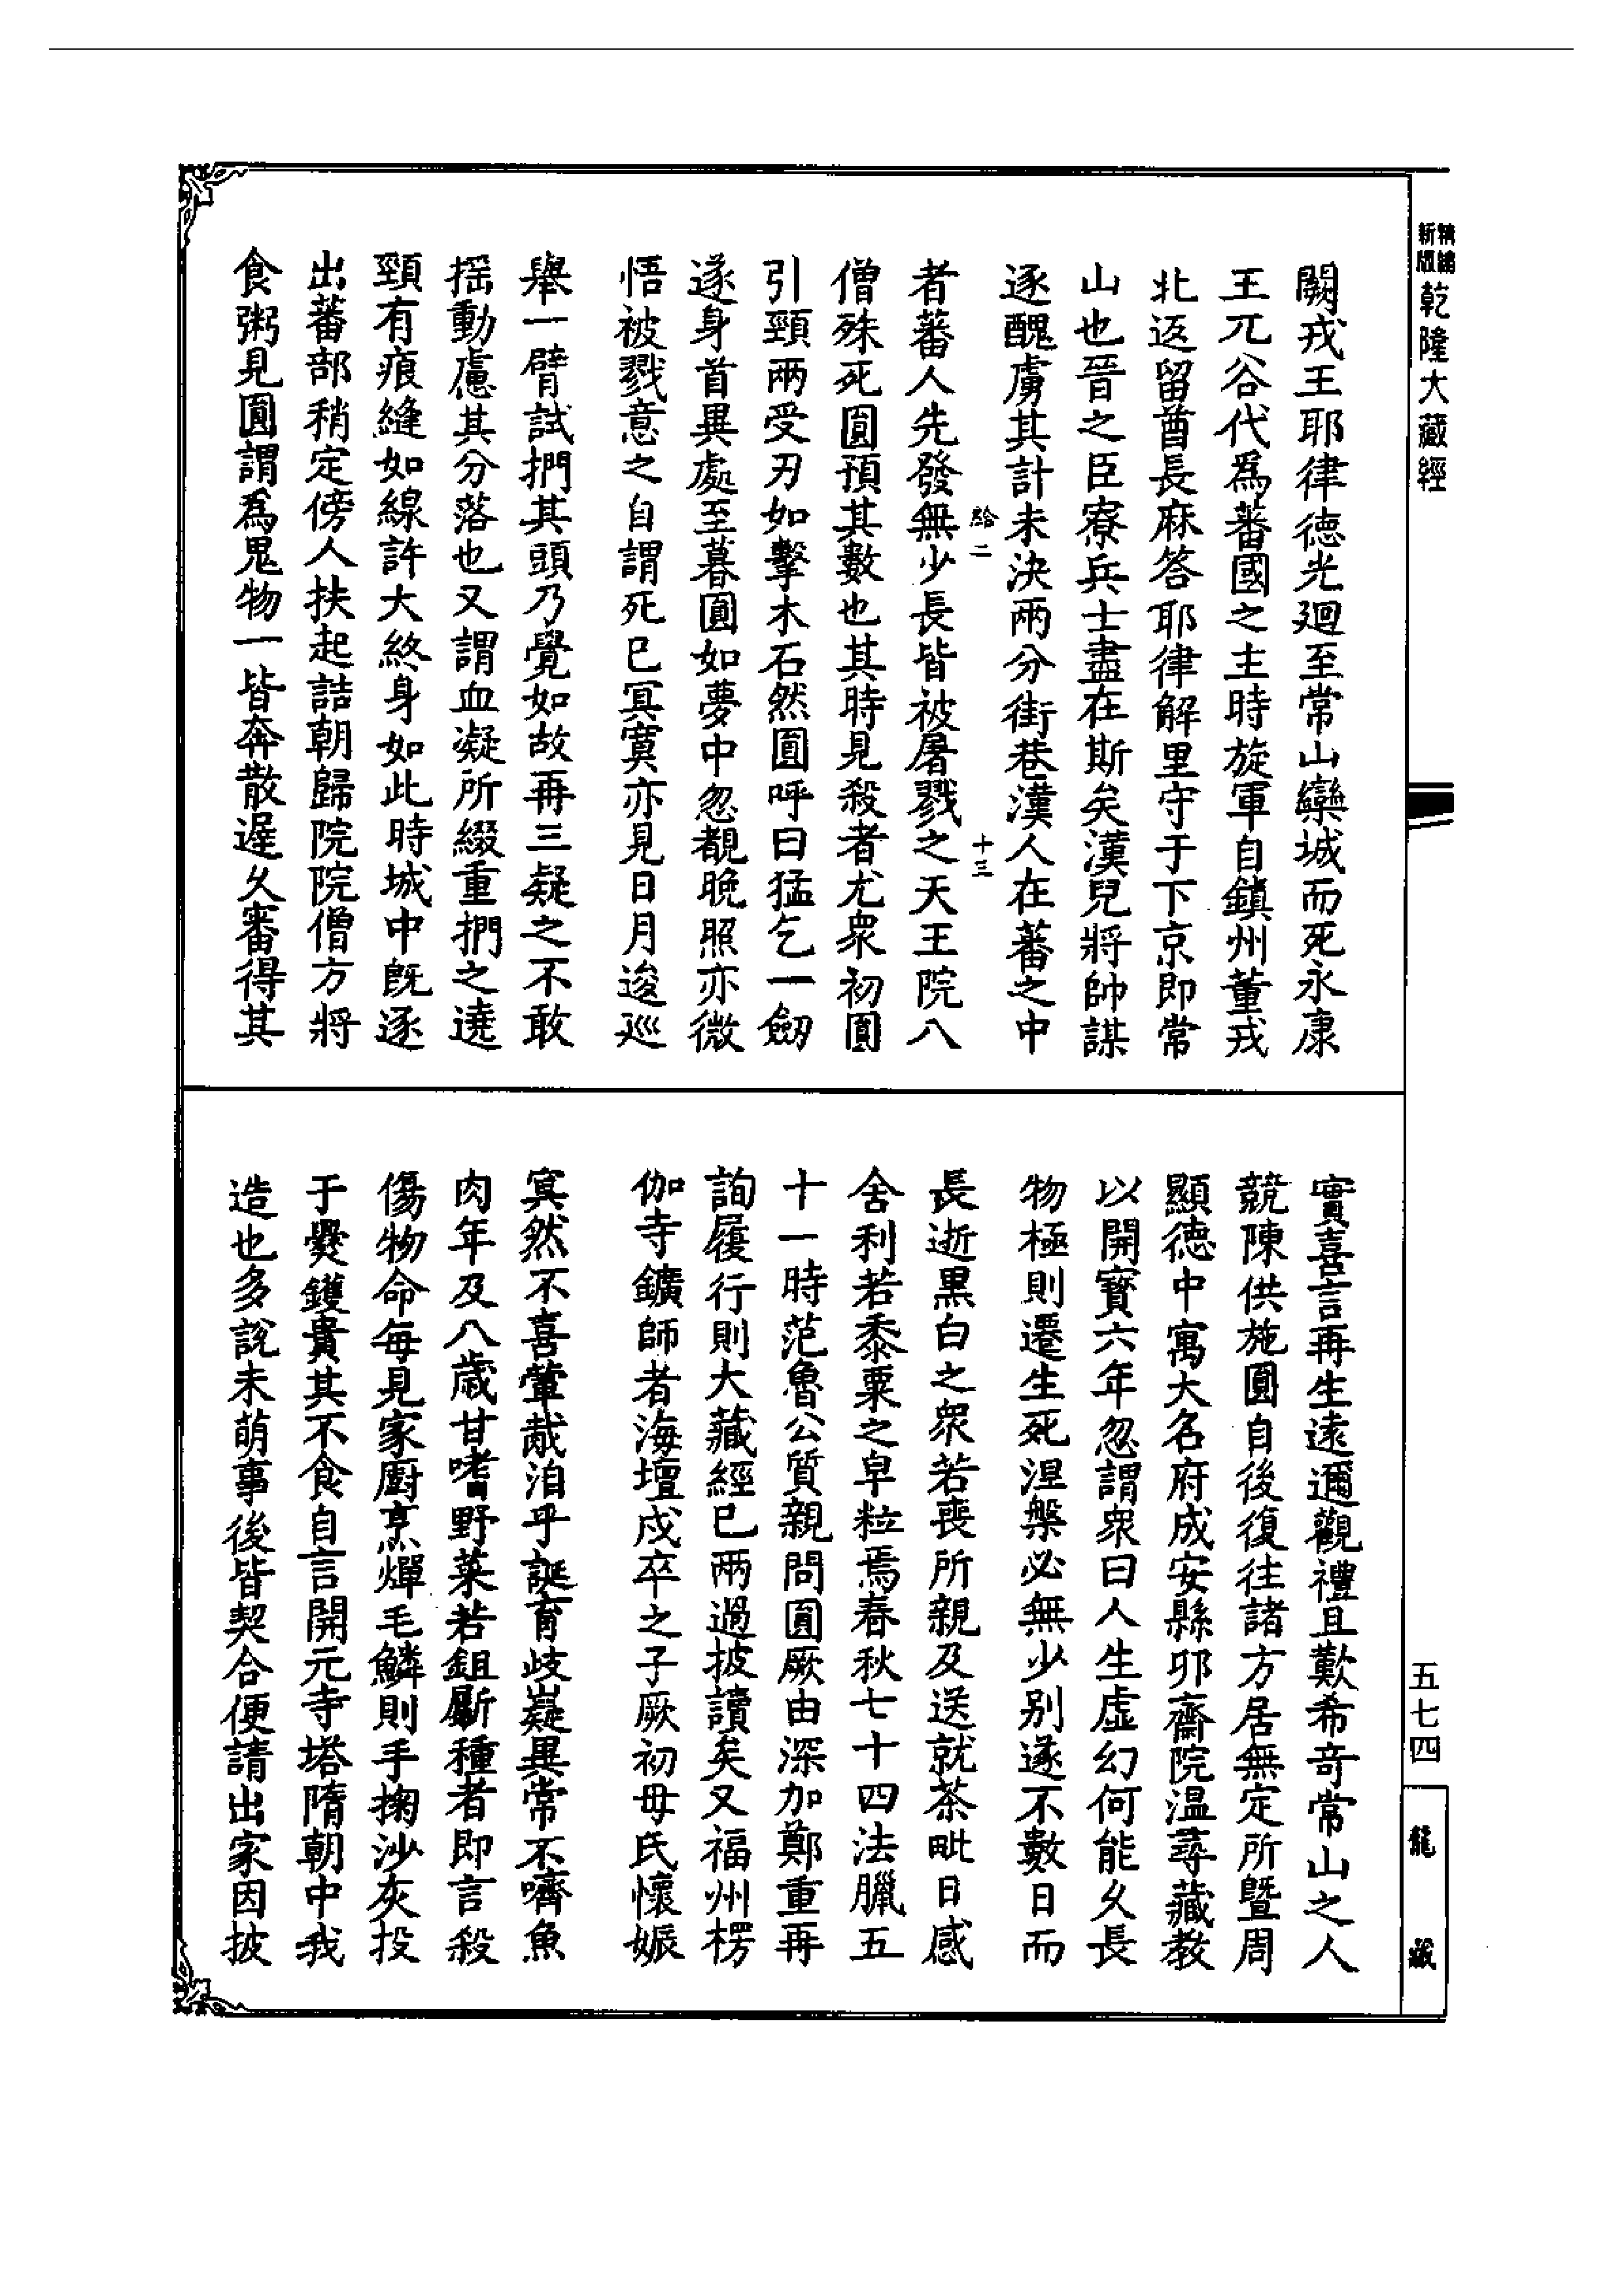 新編
縮版
乾隆大藏經
闕戎王耶律德光廻至常山欒城而死永康
王兀谷代爲蕃國之主時旋軍自鎮州董戎
北返留酋長麻答耶律解里守于下京即常
山也晉之臣寮兵士盡在斯矣漢兒將帥謀
逐醜虜其計未決兩分街巷漢人在蕃之中
給二
十三
者蕃人先發無少長皆被屠戮之天王院八
僧殊死圓預其數也其時見殺者尤衆初圓
引頸兩受刃如擊木石然圓呼曰猛乞一劒
遂身首異處至暮圓如夢中忽覩晚照亦微
悟被戮意之自謂死已冥寞亦見日月逡巡
舉一臂試捫其頭乃覺如故再三疑之不敢
摇動慮其分落也又謂血凝所綴重捫之遶
頸有痕縫如線許大終身如此時城中旣逐
出蕃部稍定傍人扶起詰朝歸院院僧方將
食粥見圓謂爲鬼物一皆奔散遲久審得其
實喜言再生遠邇觀禮且歎希竒常山之人
競陳供施圓自後復往諸方居無定所暨周
顯德中寓大名府成安縣卯齋院温尋藏教
以開寶六年忽謂衆曰人生虚幻何能久長
物極則遷生死涅槃必無少別遂不數日而
長逝黑白之衆若喪所親及送就茶毗日感
舍利若黍粟之皁粒焉春秋七十四法臘五
十一時范魯公質親問圓厥由深加鄭重再
詢履行則大藏經已兩過披讀矣又福州楞
伽寺鑛師者海壇戍卒之子厥初母氏懷娠
冥然不喜葷胾洎乎誕育歧嶷異常不嚌魚
肉年及八歲甘嗜野菜若鉏斸種者即言殺
傷物命每見家廚烹燀毛鱗則手掬沙灰投
于爨鑊貴其不食自言開元寺塔隋朝中我
造也多説未萌事後皆契合便請出家因披
五七四
龍藏